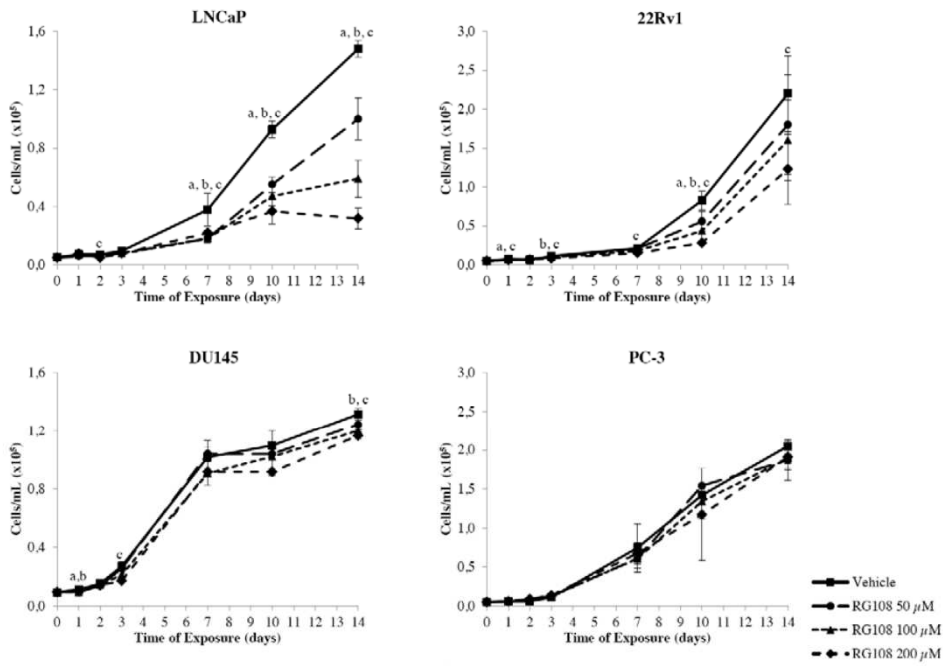 LNCaP
1,6
a, b, c
1,2
a, b, c
Cells/mL (x10⁵)
0,8
a, b, c
0,4
c
0,0
0 1 2 3 4 5 6 7 8 9 10 11 12 13 14
Time of Exposure (days)
22Rv1
3,0
c
2,5
2,0
Cells/mL (x10⁵)
1,5
a, b, c
1,0
0,5
a, c
b, c
c
0,0
0 1 2 3 4 5 6 7 8 9 10 11 12 13 14
Time of Exposure (days)
DU145
1,6
b, c
1,2
Cells/mL (x10⁵)
0,8
0,4
c
a,b
0,0
0 1 2 3 4 5 6 7 8 9 10 11 12 13 14
Time of Exposure (days)
PC-3
3,0
2,5
2,0
Cells/mL (x10⁵)
1,5
1,0
0,5
0,0
0 1 2 3 4 5 6 7 8 9 10 11 12 13 14
Time of Exposure (days)
Vehicle
RG108 50 µM
RG108 100 µM
RG108 200 µM